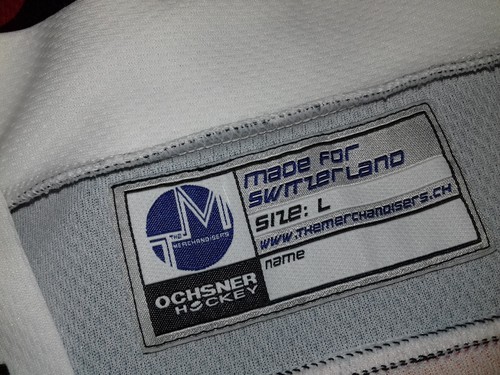 made for
switzerland
SIZE: L
www.THEMERCHANDISERS.CH
name
THE
MERCHANDISERS
M
OCHSNER
HOCKEY